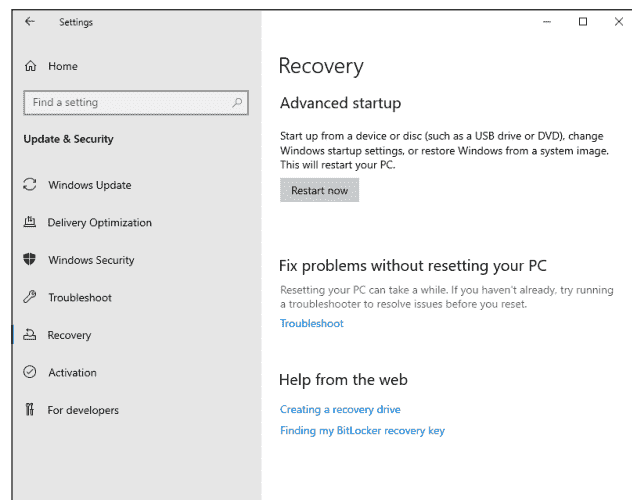 Settings
Home
Find a setting
Update & Security
Windows Update
Delivery Optimization
Windows Security
Troubleshoot
Recovery
Activation
For developers
Recovery
Advanced startup
Start up from a device or disc (such as a USB drive or DVD), change
Windows startup settings, or restore Windows from a system image.
This will restart your PC.
Restart now
Fix problems without resetting your PC
Resetting your PC can take a while. If you haven't already, try running
a troubleshooter to resolve issues before you reset.
Troubleshoot
Help from the web
Creating a recovery drive
Finding my BitLocker recovery key